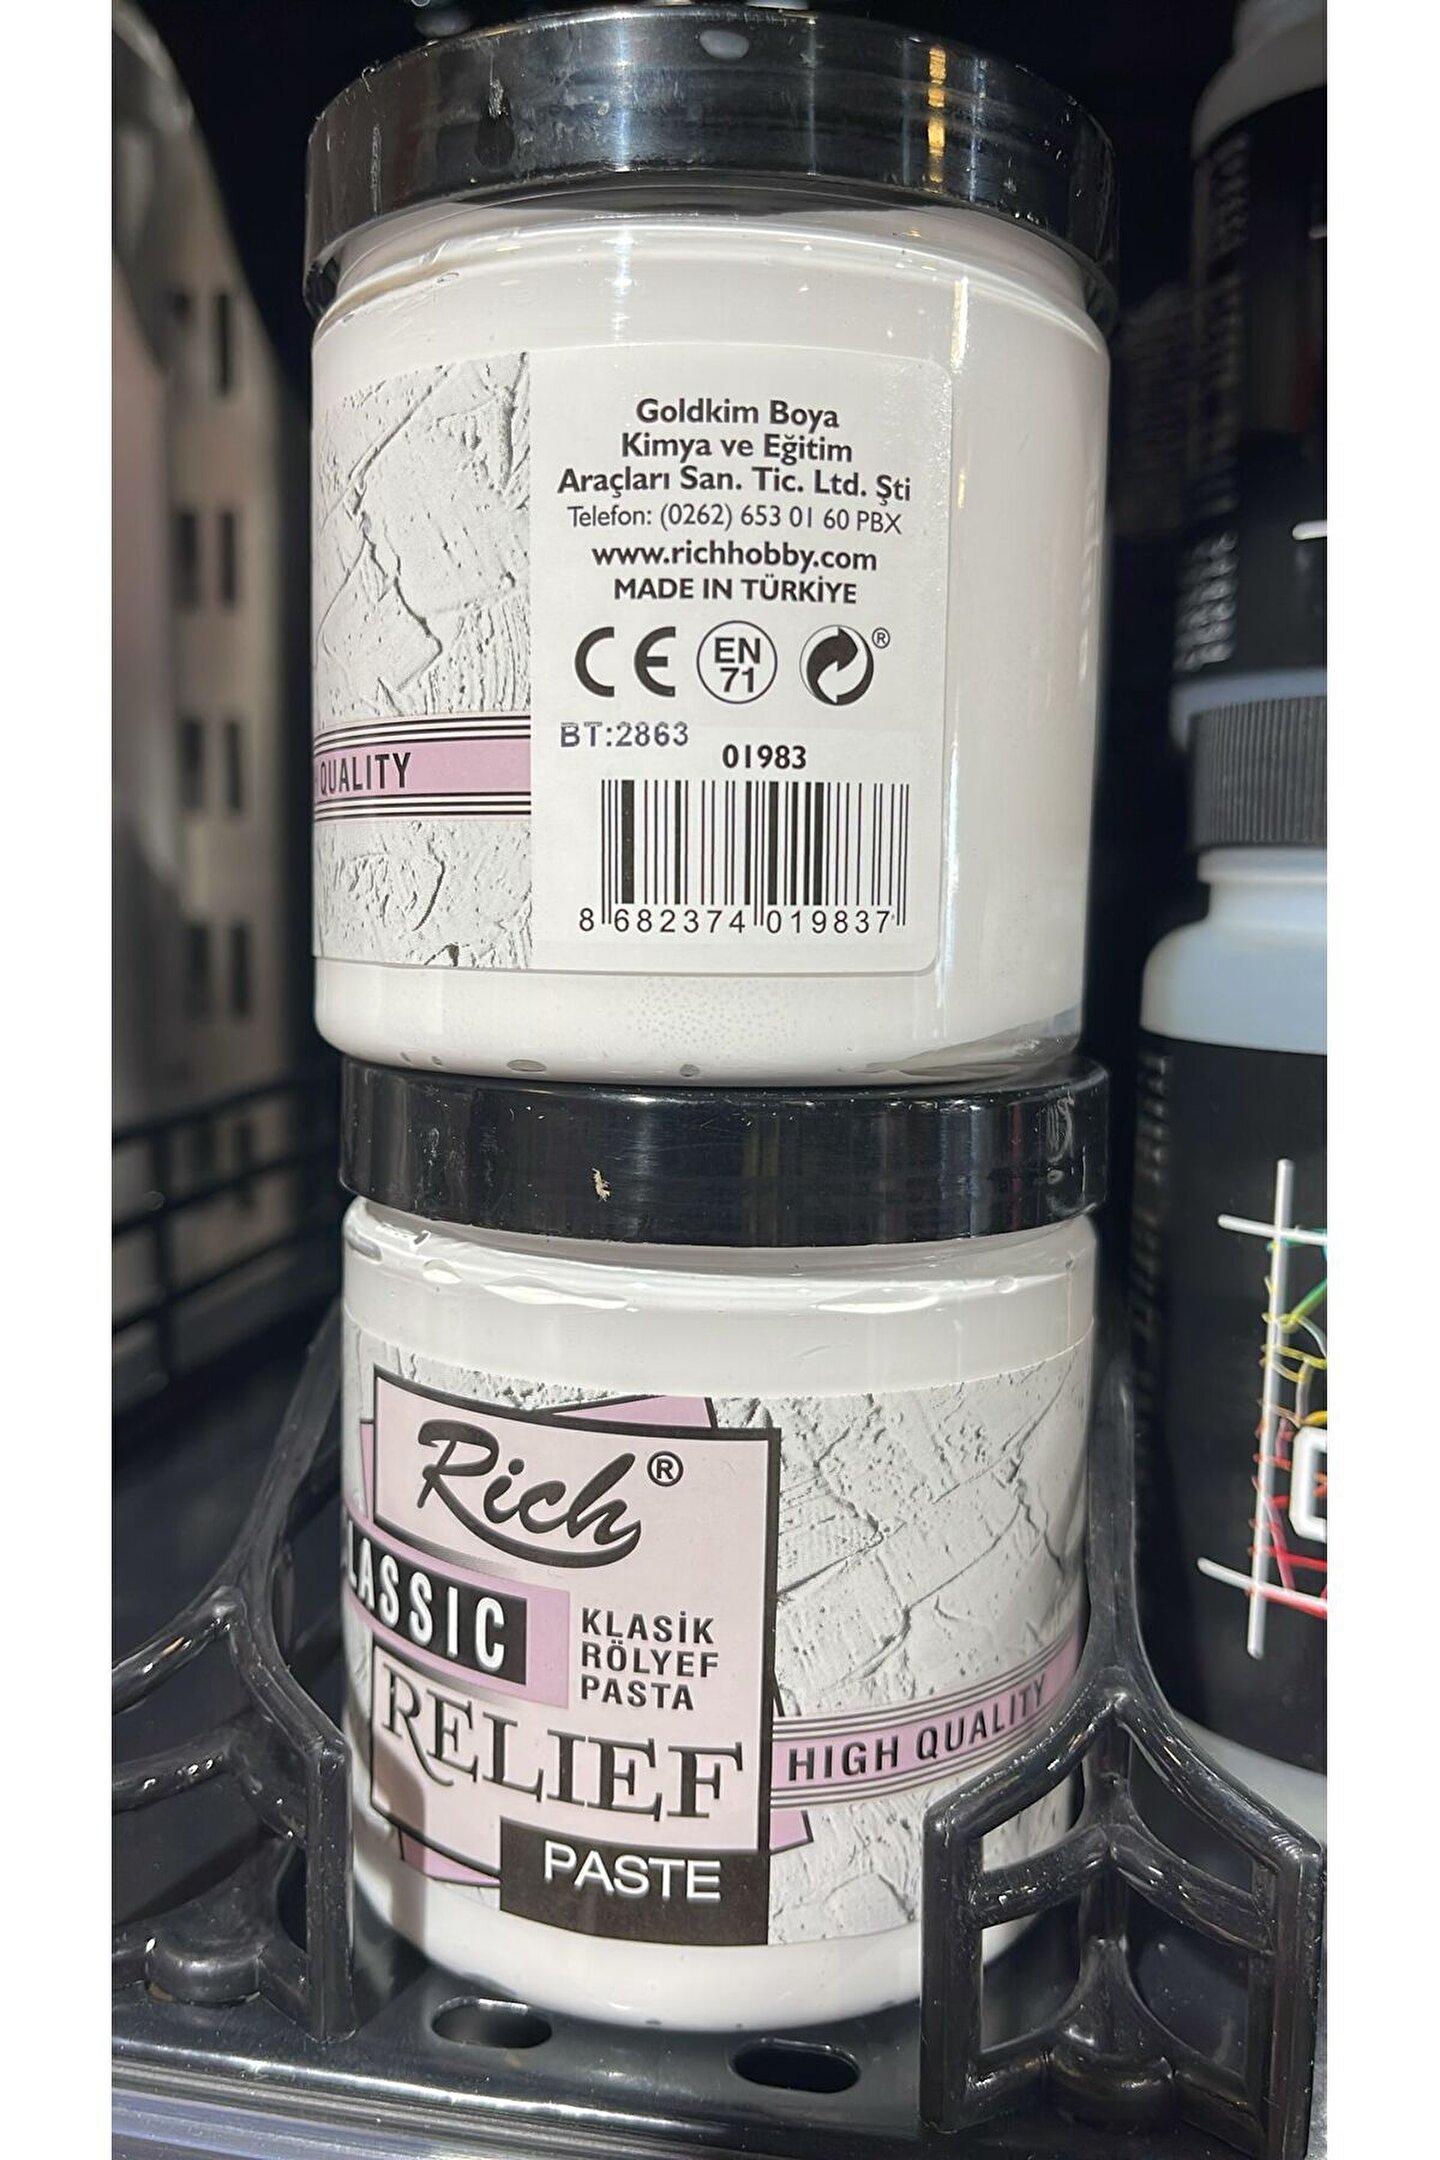 Goldkim Boya
Kimya ve Eğitim
Araçları San. Tic. Ltd. Şti
Telefon: (0262) 653 01 60 PBX
www.richhobby.com
MADE IN TÜRKİYE
CE EN 71 ®
QUALITY
BT:2863
01983
8 682374 019837
Rich®
LASSIC
KLASİK
RÖLYEF
PASTA
RELIEF
PASTE
HIGH QUALITY